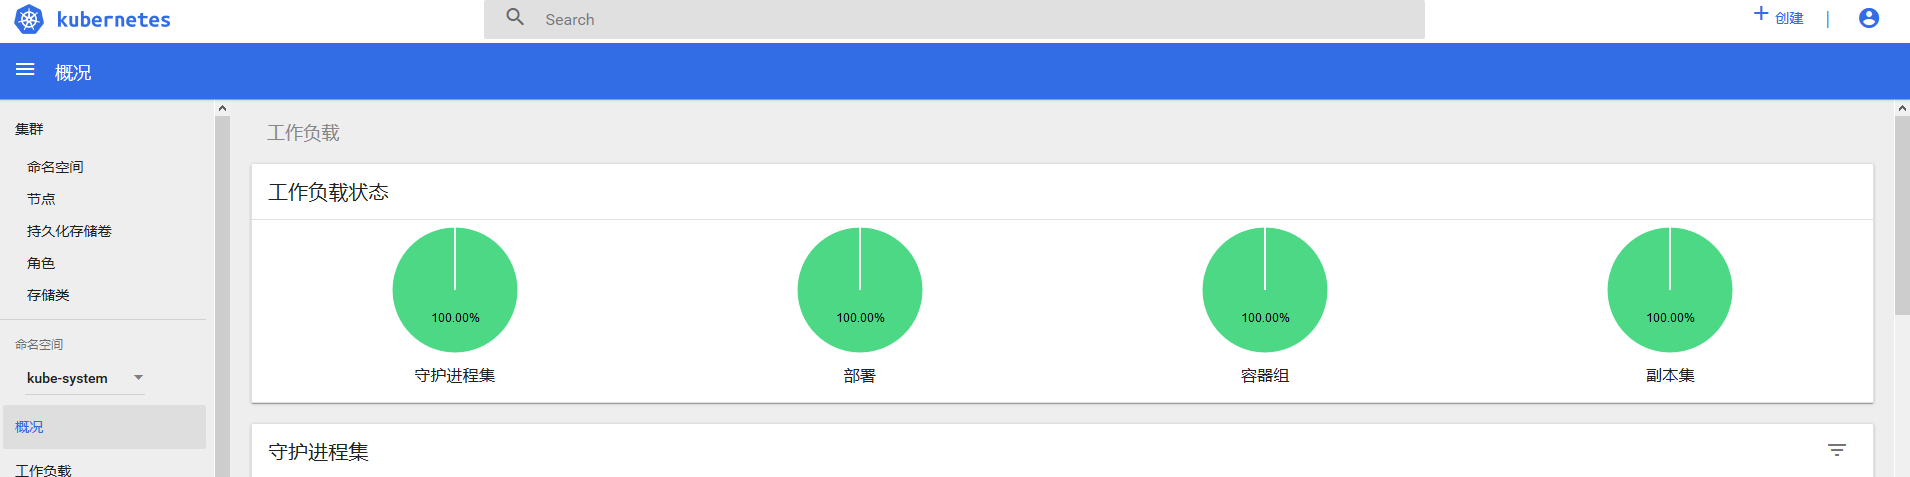 kubernetes
Search
创建
概况
集群
命名空间
节点
持久化存储卷
角色
存储类
命名空间
kube-system
概况
工作负载
工作负载
工作负载状态
100.00%
100.00%
100.00%
100.00%
守护进程集
部署
容器组
副本集
守护进程集